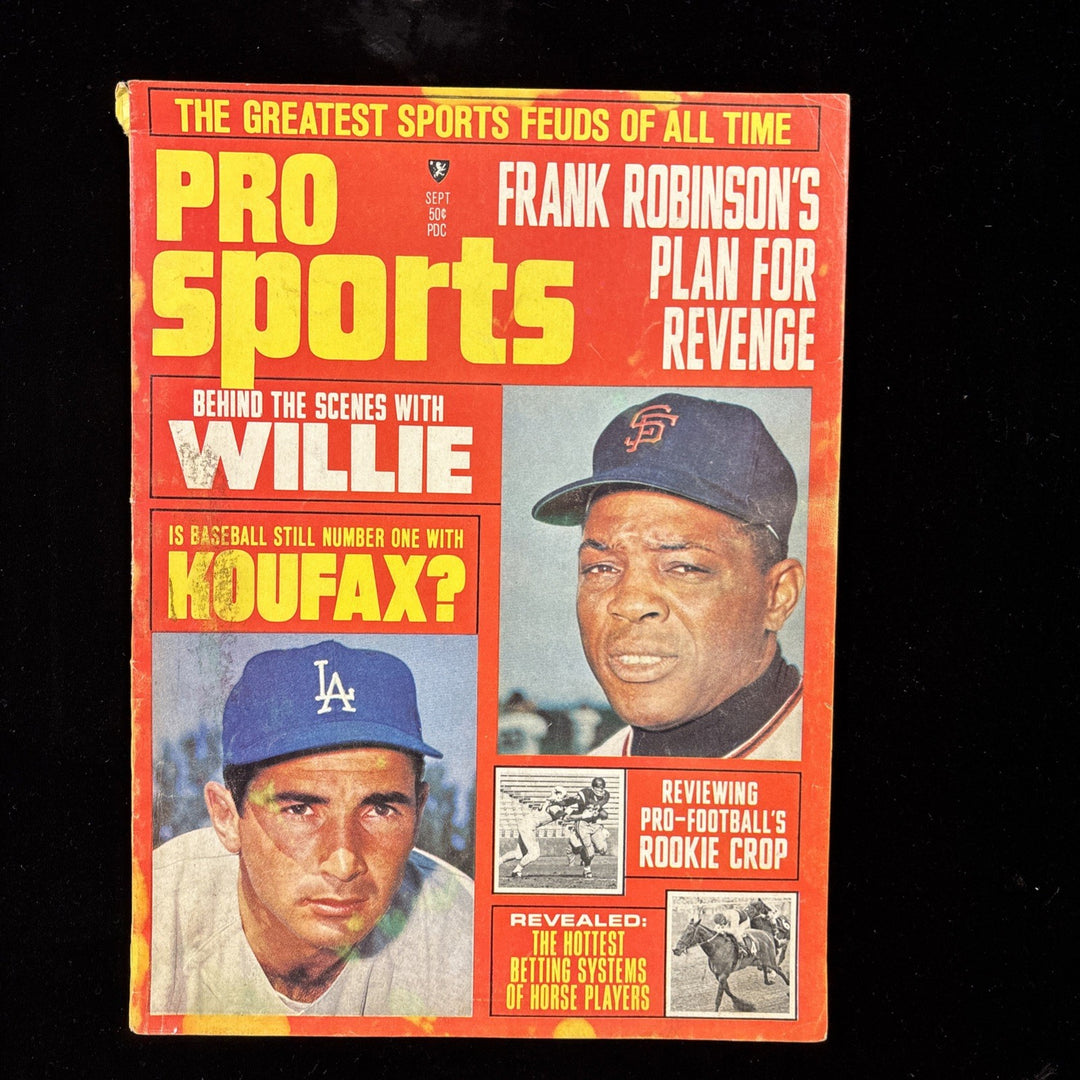 THE GREATEST SPORTS FEUDS OF ALL TIME
PRO
sports
SEPT
50¢
PDC
FRANK ROBINSON'S
PLAN FOR
REVENGE
BEHIND THE SCENES WITH
WILLIE
IS BASEBALL STILL NUMBER ONE WITH
KOUFAX?
SF
LA
REVIEWING
PRO-FOOTBALL'S
ROOKIE CROP
REVEALED:
THE HOTTEST
BETTING SYSTEMS
OF HORSE PLAYERS